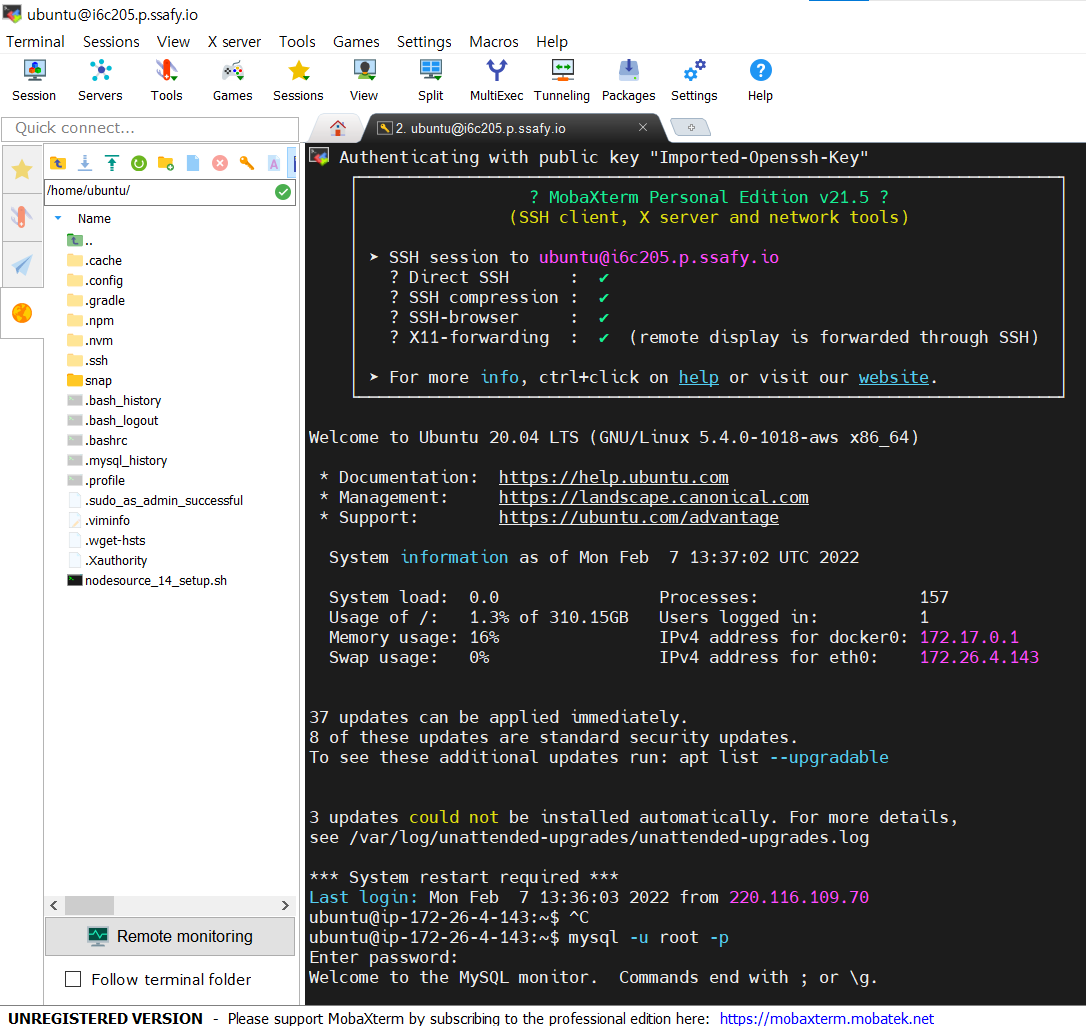 ubuntu@i6c205.p.ssafy.io
Terminal Sessions View X server Tools Games Settings Macros Help
Session Servers Tools Games Sessions View Split MultiExec Tunneling Packages Settings Help
Quick connect...
2. ubuntu@i6c205.p.ssafy.io
/home/ubuntu/
Name
..
.cache
.config
.gradle
.npm
.nvm
.ssh
snap
.bash_history
.bash_logout
.bashrc
.mysql_history
.profile
.sudo_as_admin_successful
.viminfo
.wget-hsts
.Xauthority
nodesource_14_setup.sh
Remote monitoring
Follow terminal folder
Authenticating with public key "Imported-Openssh-Key"
? MobaXterm Personal Edition v21.5 ?
(SSH client, X server and network tools)
➤ SSH session to ubuntu@i6c205.p.ssafy.io
? Direct SSH : ✔
? SSH compression : ✔
? SSH-browser : ✔
? X11-forwarding : ✔ (remote display is forwarded through SSH)
➤ For more info, ctrl+click on help or visit our website.
Welcome to Ubuntu 20.04 LTS (GNU/Linux 5.4.0-1018-aws x86_64)
* Documentation: https://help.ubuntu.com
* Management: https://landscape.canonical.com
* Support: https://ubuntu.com/advantage
System information as of Mon Feb 7 13:37:02 UTC 2022
System load: 0.0 Processes: 157
Usage of /: 1.3% of 310.15GB Users logged in: 1
Memory usage: 16% IPv4 address for docker0: 172.17.0.1
Swap usage: 0% IPv4 address for eth0: 172.26.4.143
37 updates can be applied immediately.
8 of these updates are standard security updates.
To see these additional updates run: apt list --upgradable
3 updates could not be installed automatically. For more details,
see /var/log/unattended-upgrades/unattended-upgrades.log
*** System restart required ***
Last login: Mon Feb 7 13:36:03 2022 from 220.116.109.70
ubuntu@ip-172-26-4-143:~$ ^C
ubuntu@ip-172-26-4-143:~$ mysql -u root -p
Enter password:
Welcome to the MySQL monitor. Commands end with ; or \g.
UNREGISTERED VERSION - Please support MobaXterm by subscribing to the professional edition here: https://mobaxterm.mobatek.net